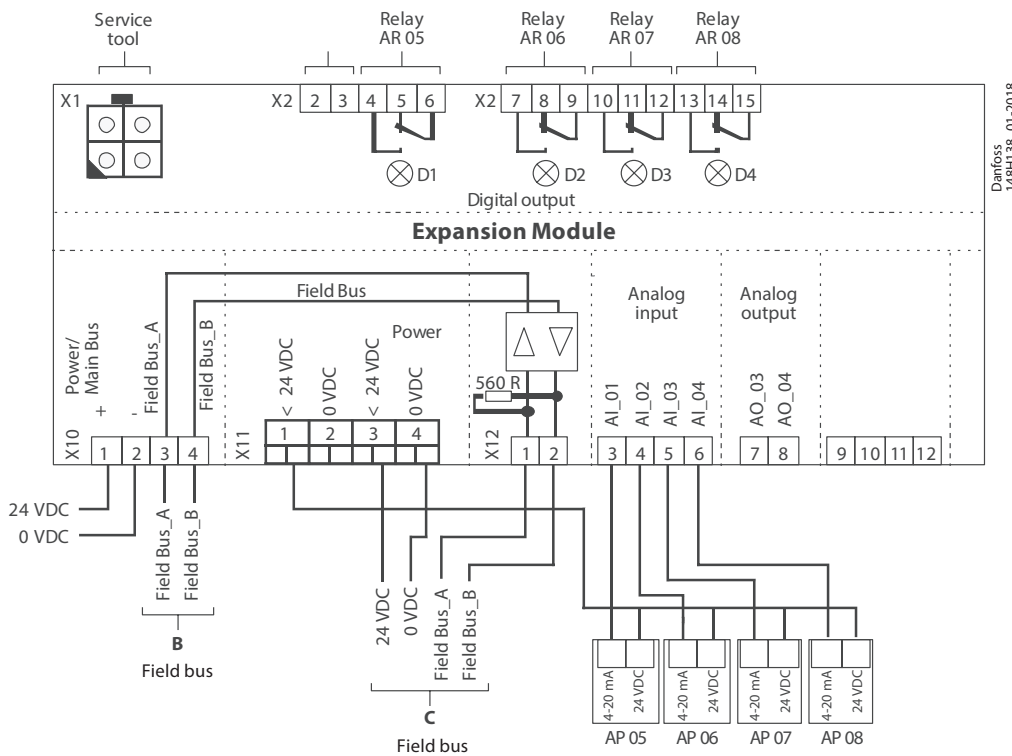 Service
tool
Relay
AR 05
Relay
AR 06
Relay
AR 07
Relay
AR 08
X1
X2 2 3 4 5 6
X2 7 8 9 10 11 12 13 14 15
D1
D2
D3
D4
Digital output
Danfoss
148H138_01-2018
Expansion Module
Field Bus
Power
Power/
Main Bus
+
-
Field Bus_A
Field Bus_B
< 24 VDC
0 VDC
< 24 VDC
0 VDC
560 R
Analog
input
AI_01
AI_02
AI_03
AI_04
Analog
output
AO_03
AO_04
X10 1 2 3 4
X11 1 2 3 4
X12 1 2
3 4 5 6
7 8
9 10 11 12
24 VDC
0 VDC
Field Bus_A
Field Bus_B
B
Field bus
24 VDC
0 VDC
Field Bus_A
Field Bus_B
C
Field bus
4-20 mA
24 VDC
AP 05
4-20 mA
24 VDC
AP 06
4-20 mA
24 VDC
AP 07
4-20 mA
24 VDC
AP 08